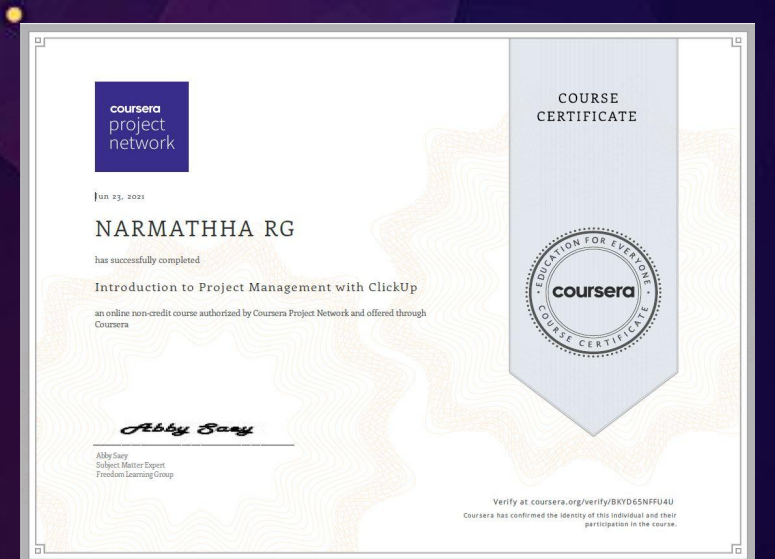 coursera
project
network
COURSE
CERTIFICATE
Jun 23, 2021
NARMATHHA RG
has successfully completed
Introduction to Project Management with ClickUp
an online non-credit course authorized by Coursera Project Network and offered through
Coursera
EDUCATION FOR EVERYONE
coursera
COURSE CERTIFICATE
Abby Saey
Abby Saey
Subject Matter Expert
Freedom Learning Group
Verify at coursera.org/verify/BKYD65NFFU4U
Coursera has confirmed the identity of this individual and their
participation in the course.